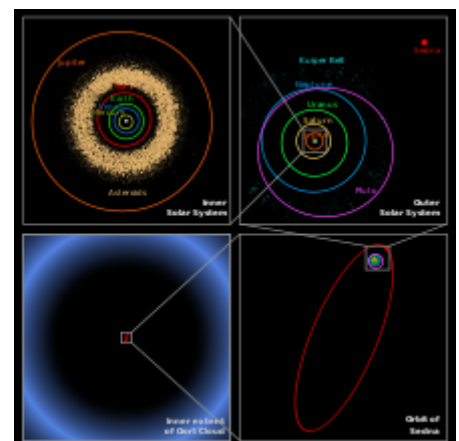 Jupiter
Mars
Earth
Venus
Mercury
Asteroids
Inner
Solar System
Sedna
Kuiper Belt
Neptune
Uranus
Saturn
Pluto
Outer
Solar System
Inner extent
of Oort Cloud
Orbit of
Sedna